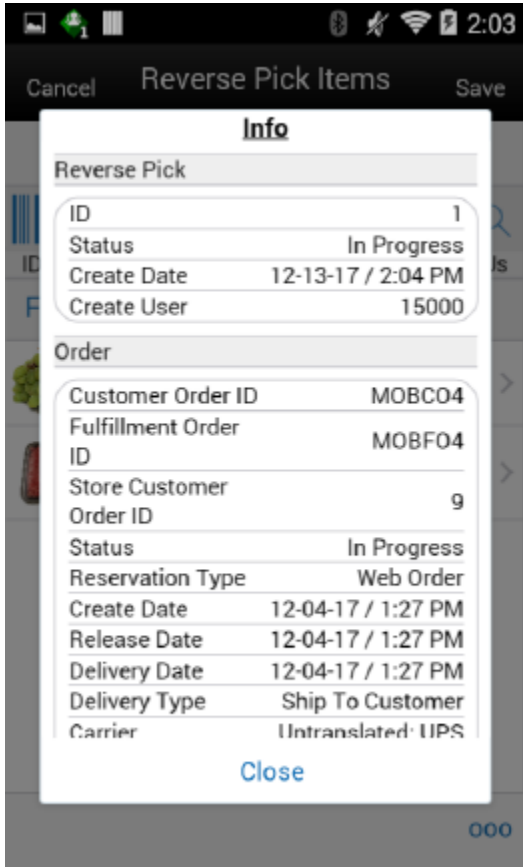 1
2:03
Cancel
Reverse Pick Items
Save
Info
Reverse Pick
ID 1
Status In Progress
Create Date 12-13-17 / 2:04 PM
Create User 15000
Order
Customer Order ID MOBCO4
Fulfillment Order
ID MOBFO4
Store Customer
Order ID 9
Status In Progress
Reservation Type Web Order
Create Date 12-04-17 / 1:27 PM
Release Date 12-04-17 / 1:27 PM
Delivery Date 12-04-17 / 1:27 PM
Delivery Type Ship To Customer
Carrier Untranslated: UPS
Close